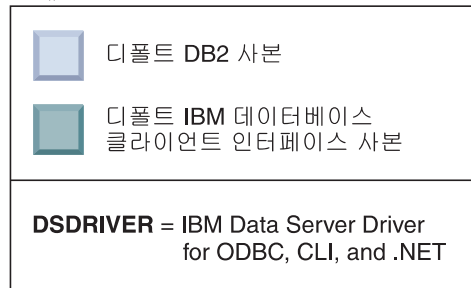 디폴트 DB2 사본
디폴트 IBM 데이터베이스
클라이언트 인터페이스 사본
DSDRIVER = IBM Data Server Driver
for ODBC, CLI, and .NET